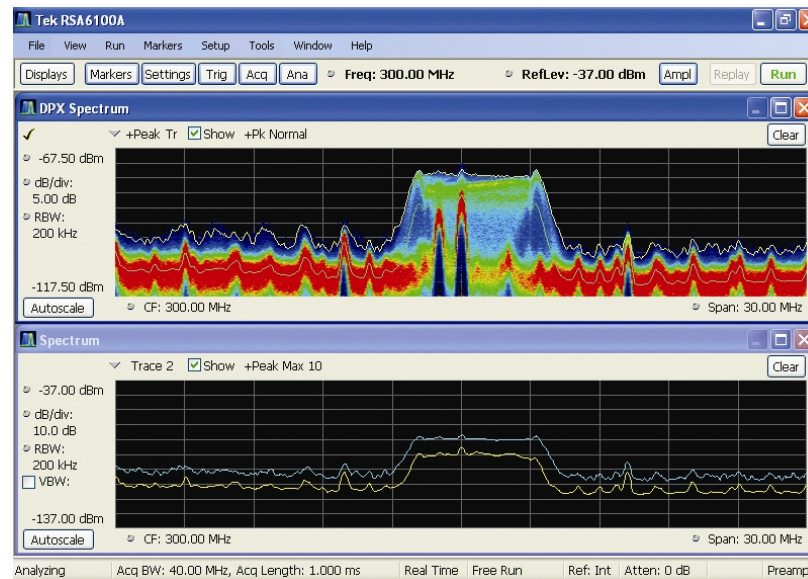 Tek RSA6100A
File View Run Markers Setup Tools Window Help
Displays Markers Settings Trig Acq Ana Freq: 300.00 MHz RefLev: -37.00 dBm Ampl Replay Run
DPX Spectrum
+Peak Tr Show +Pk Normal Clear
-67.50 dBm
dB/div:
5.00 dB
RBW:
200 kHz
-117.50 dBm
Autoscale CF: 300.00 MHz Span: 30.00 MHz
Spectrum
Trace 2 Show +Peak Max 10 Clear
-37.00 dBm
dB/div:
10.0 dB
RBW:
200 kHz
VBW:
-137.00 dBm
Autoscale CF: 300.00 MHz Span: 30.00 MHz
Analyzing Acq BW: 40.00 MHz, Acq Length: 1.000 ms Real Time Free Run Ref: Int Atten: 0 dB Preamp